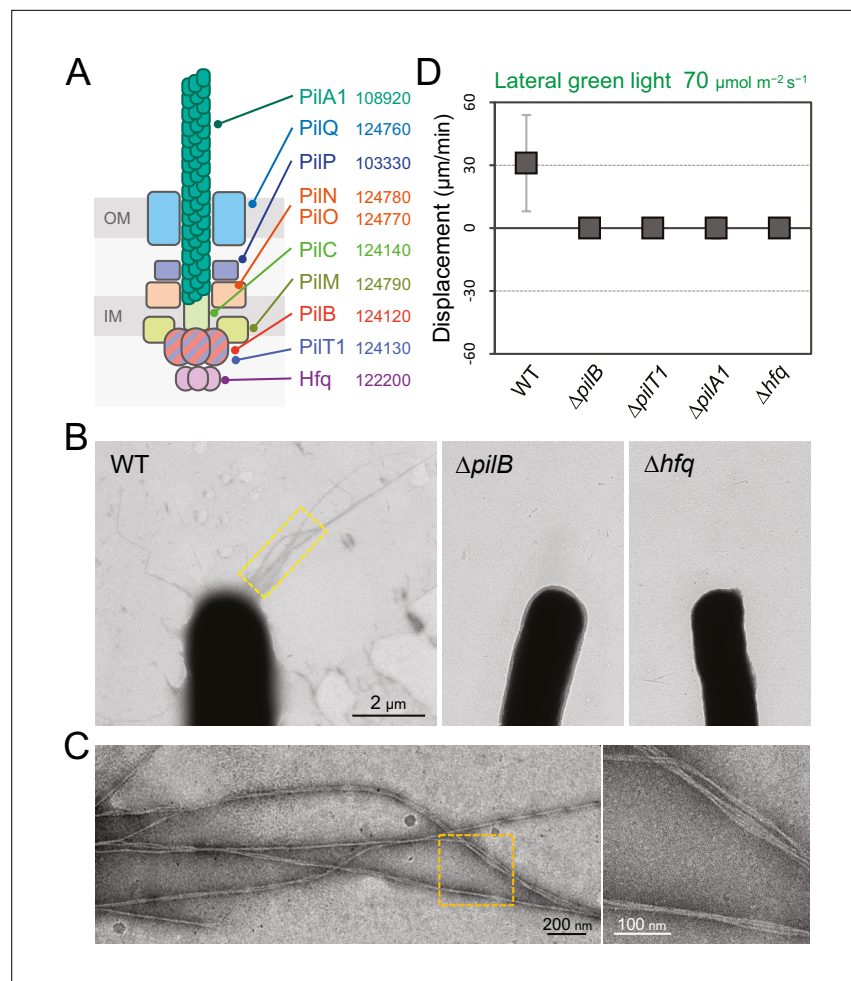 A
PilA1 108920
PilQ 124760
PilP 103330
PilN 124780
PilO 124770
PilC 124140
PilM 124790
PilB 124120
PilT1 124130
Hfq 122200
OM
IM
D
Lateral green light 70 µmol m⁻² s⁻¹
Displacement (µm/min)
60
30
0
-30
-60
WT
ΔpilB
ΔpilT1
ΔpilA1
Δhfq
B
WT
2 µm
ΔpilB
Δhfq
C
200 nm
100 nm